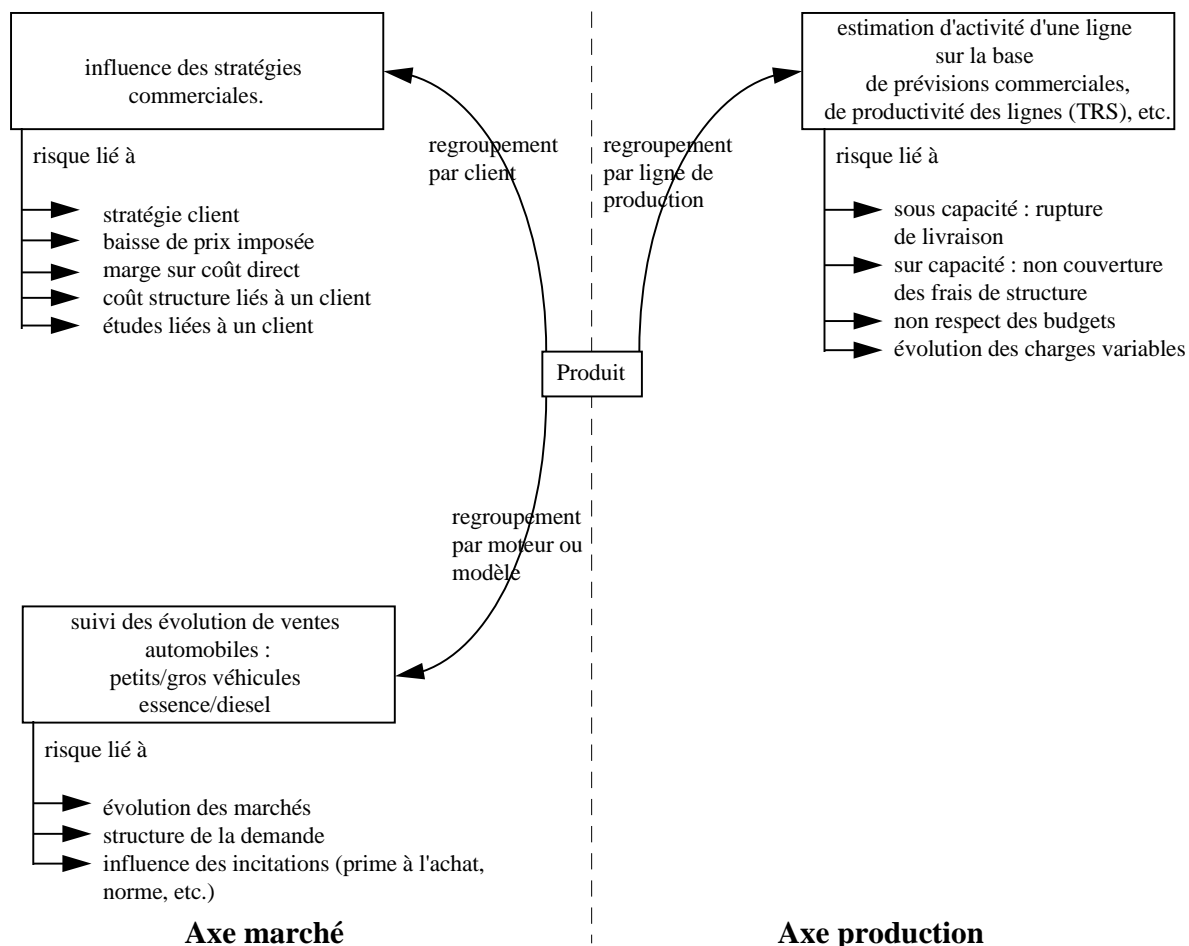 influence des stratégies
commerciales.
risque lié à
stratégie client
baisse de prix imposée
marge sur coût direct
coût structure liés à un client
études liées à un client
regroupement
par client
regroupement
par ligne de
production
estimation d'activité d'une ligne
sur la base
de prévisions commerciales,
de productivité des lignes (TRS), etc.
risque lié à
sous capacité : rupture
de livraison
sur capacité : non couverture
des frais de structure
non respect des budgets
évolution des charges variables
Produit
regroupement
par moteur ou
modèle
suivi des évolution de ventes
automobiles :
petits/gros véhicules
essence/diesel
risque lié à
évolution des marchés
structure de la demande
influence des incitations (prime à l'achat,
norme, etc.)
Axe marché
Axe production